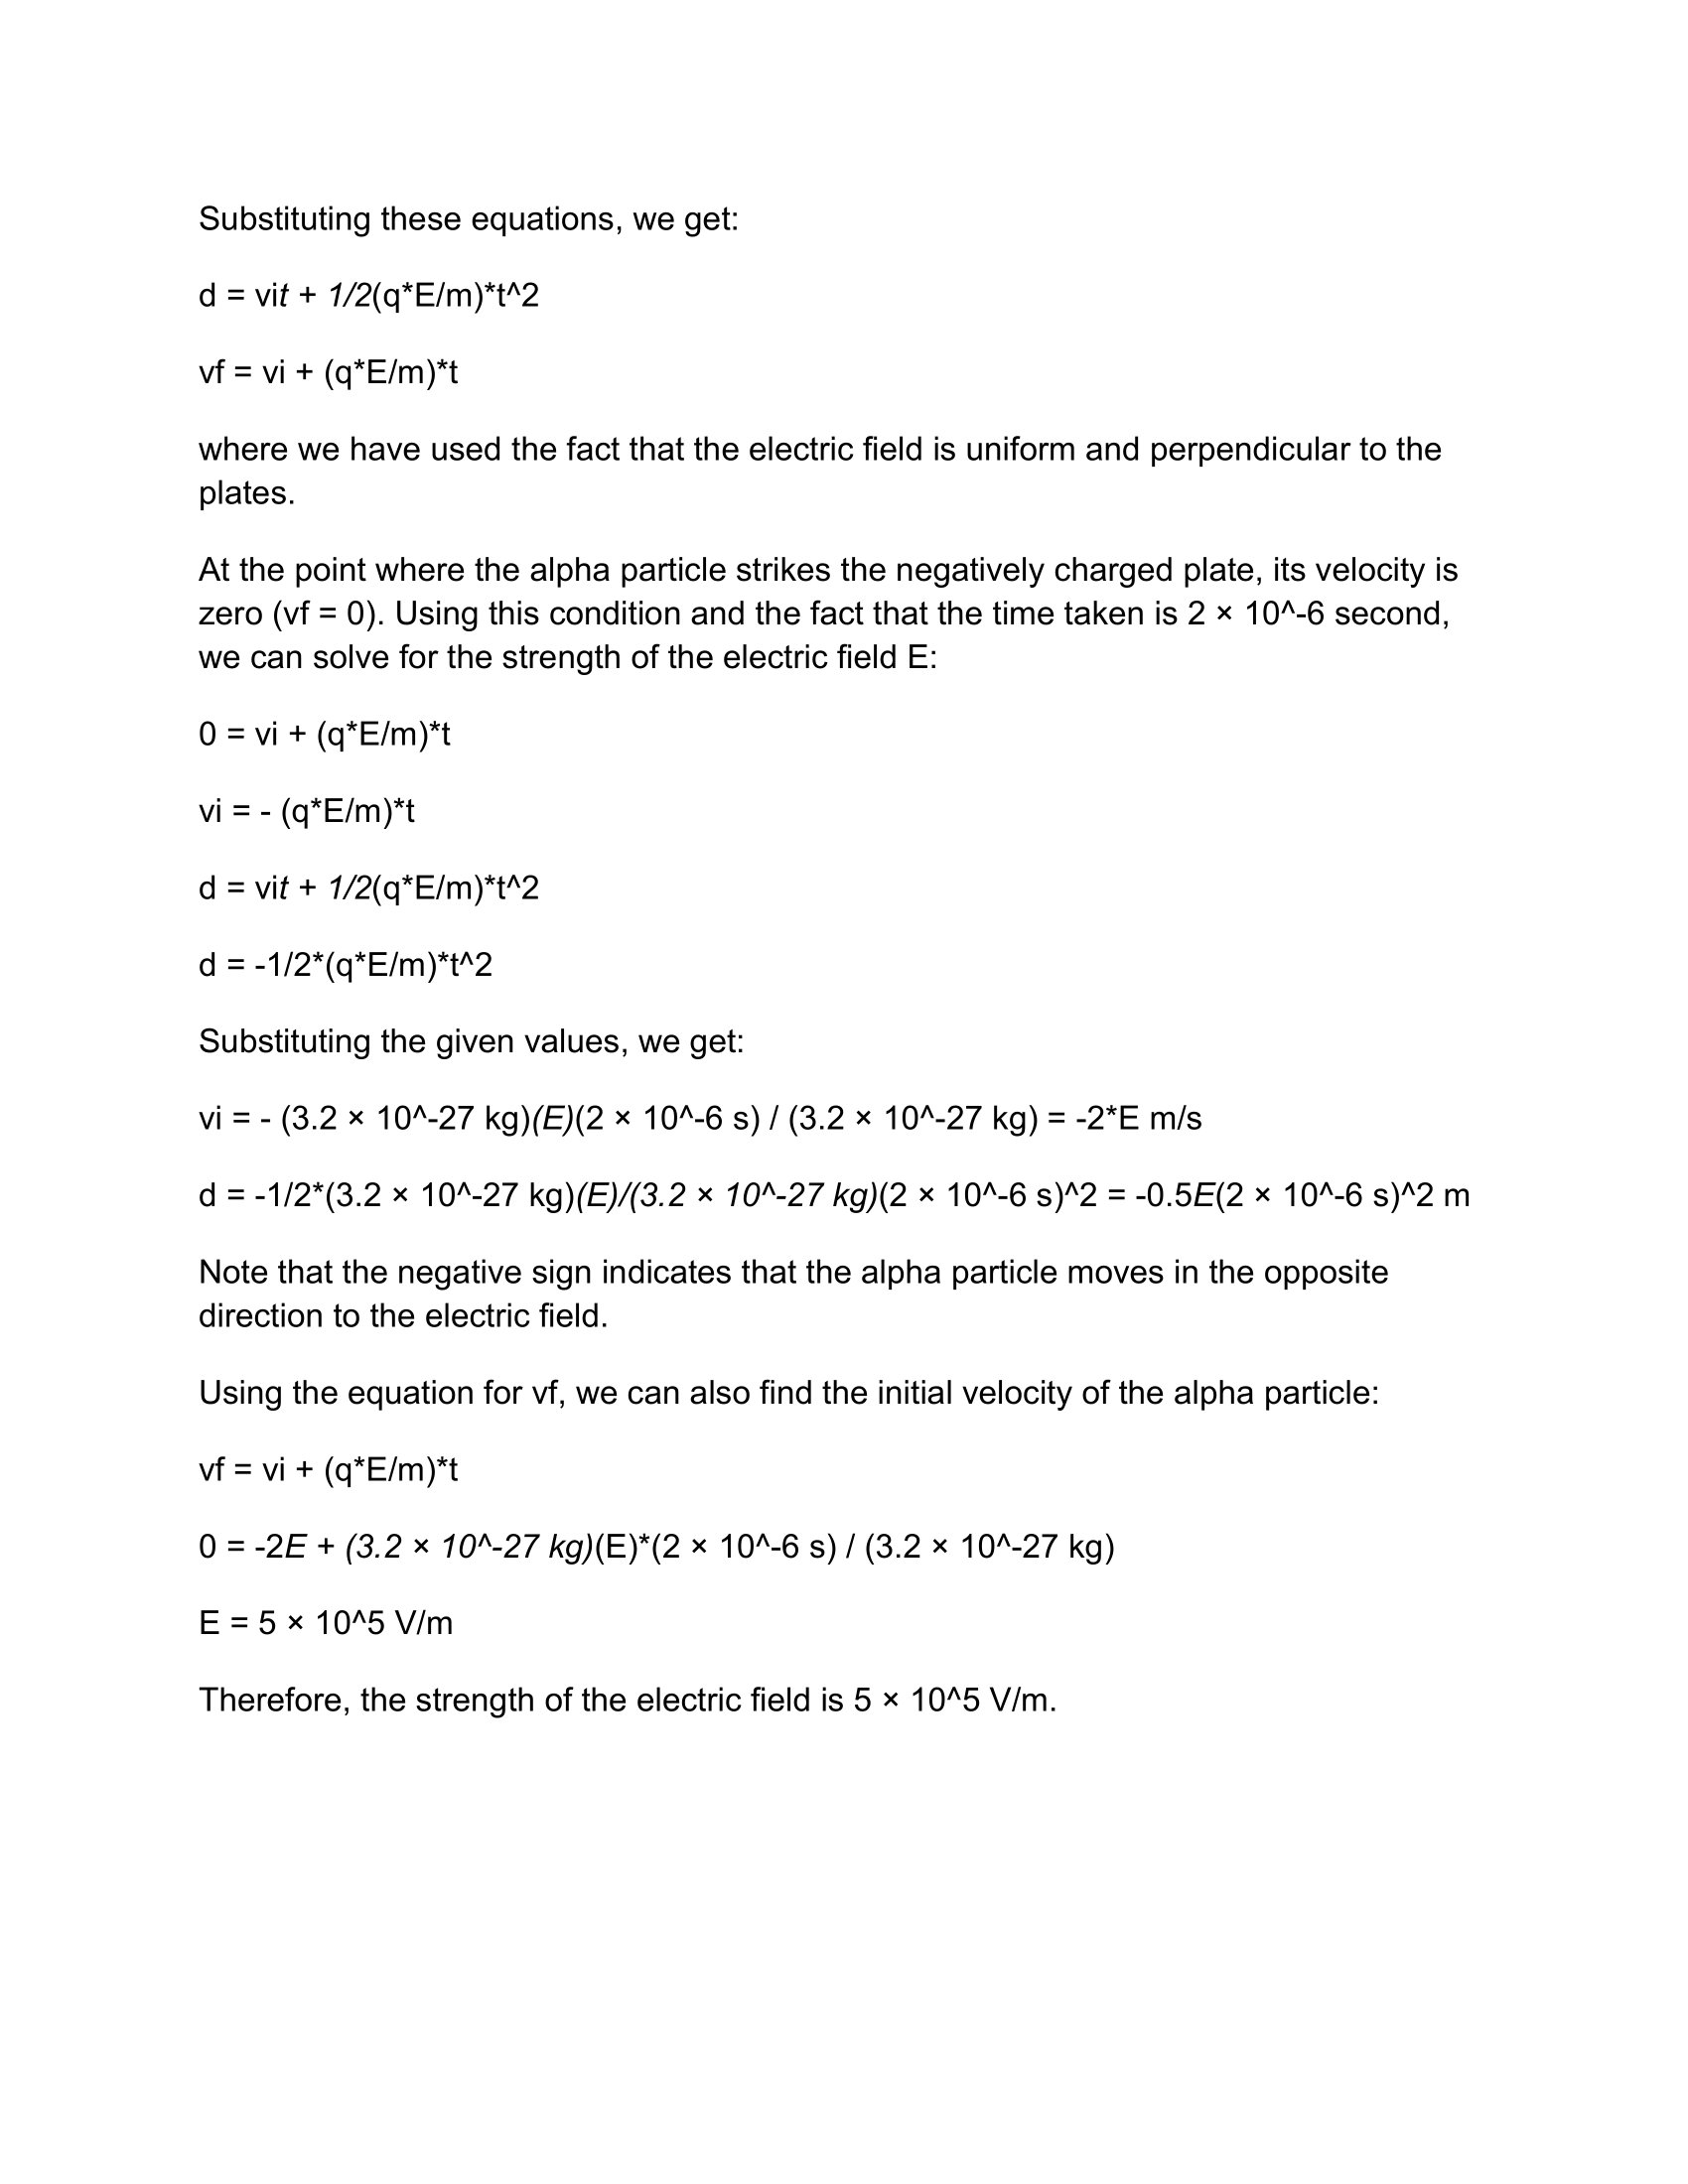 Substituting these equations, we get:
d = vit + 1/2(q*E/m)*t^2
vf = vi + (q*E/m)*t
where we have used the fact that the electric field is uniform and perpendicular to the
plates.
At the point where the alpha particle strikes the negatively charged plate, its velocity is
zero (vf = 0). Using this condition and the fact that the time taken is 2 × 10^-6 second,
we can solve for the strength of the electric field E:
0 = vi + (q*E/m)*t
vi = - (q*E/m)*t
d = vit + 1/2(q*E/m)*t^2
d = -1/2*(q*E/m)*t^2
Substituting the given values, we get:
vi = - (3.2 × 10^-27 kg)(E)(2 × 10^-6 s) / (3.2 × 10^-27 kg) = -2*E m/s
d = -1/2*(3.2 × 10^-27 kg)(E)/(3.2 × 10^-27 kg)(2 × 10^-6 s)^2 = -0.5E(2 × 10^-6 s)^2 m
Note that the negative sign indicates that the alpha particle moves in the opposite
direction to the electric field.
Using the equation for vf, we can also find the initial velocity of the alpha particle:
vf = vi + (q*E/m)*t
0 = -2E + (3.2 × 10^-27 kg)(E)*(2 × 10^-6 s) / (3.2 × 10^-27 kg)
E = 5 × 10^5 V/m
Therefore, the strength of the electric field is 5 × 10^5 V/m.